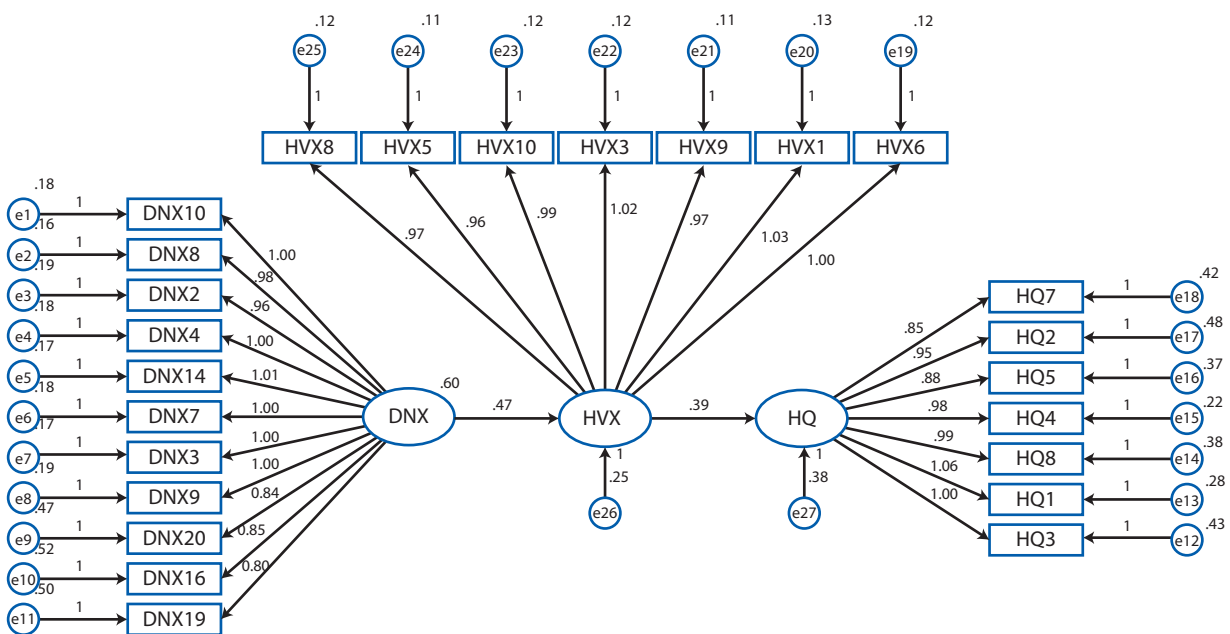 .12 .11 .12 .12 .11 .13 .12
e25 e24 e23 e22 e21 e20 e19
1 1 1 1 1 1 1
HVX8 HVX5 HVX10 HVX3 HVX9 HVX1 HVX6
.97 .96 .99 1.02 .97 1.03 1.00
.18
e1 1 DNX10 1.00
.16
e2 1 DNX8 .98
.19
e3 1 DNX2 .96
.18
e4 1 DNX4 1.00
.17
e5 1 DNX14 1.01
.18
e6 1 DNX7 1.00
.17
e7 1 DNX3 1.00
.19
e8 1 DNX9 1.00
.47
e9 1 DNX20 0.84
.52
e10 1 DNX16 0.85
.50
e11 1 DNX19 0.80
DNX .60 .47 HVX .39 HQ
1 1
.25 .38
e26 e27
.85 HQ7 1 e18 .42
.95 HQ2 1 e17 .48
.88 HQ5 1 e16 .37
.98 HQ4 1 e15 .22
.99 HQ8 1 e14 .38
1.06 HQ1 1 e13 .28
1.00 HQ3 1 e12 .43